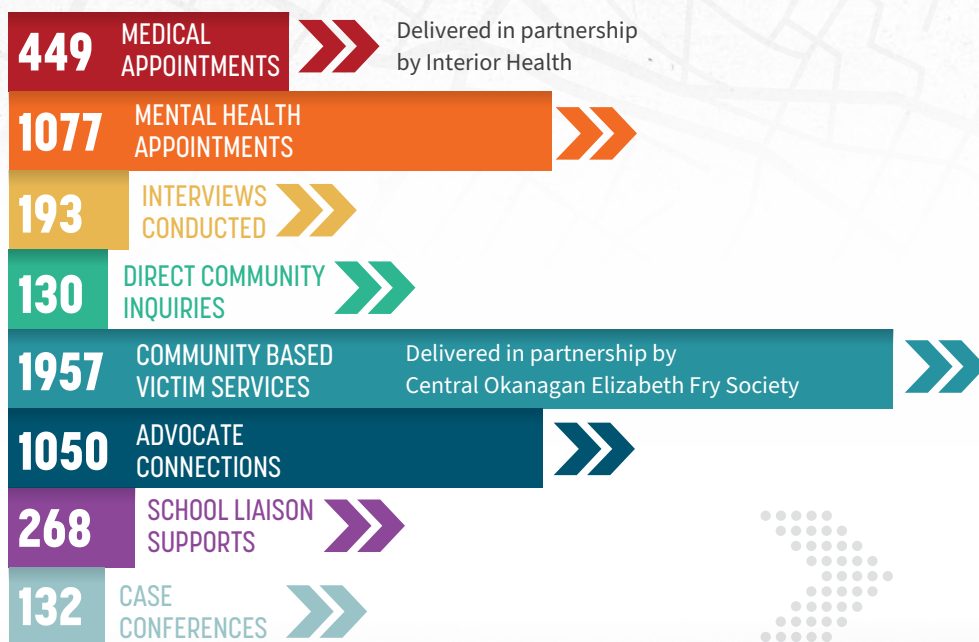 449 MEDICAL
APPOINTMENTS
Delivered in partnership
by Interior Health
1077 MENTAL HEALTH
APPOINTMENTS
193 INTERVIEWS
CONDUCTED
130 DIRECT COMMUNITY
INQUIRIES
1957 COMMUNITY BASED
VICTIM SERVICES
Delivered in partnership by
Central Okanagan Elizabeth Fry Society
1050 ADVOCATE
CONNECTIONS
268 SCHOOL LIAISON
SUPPORTS
132 CASE
CONFERENCES